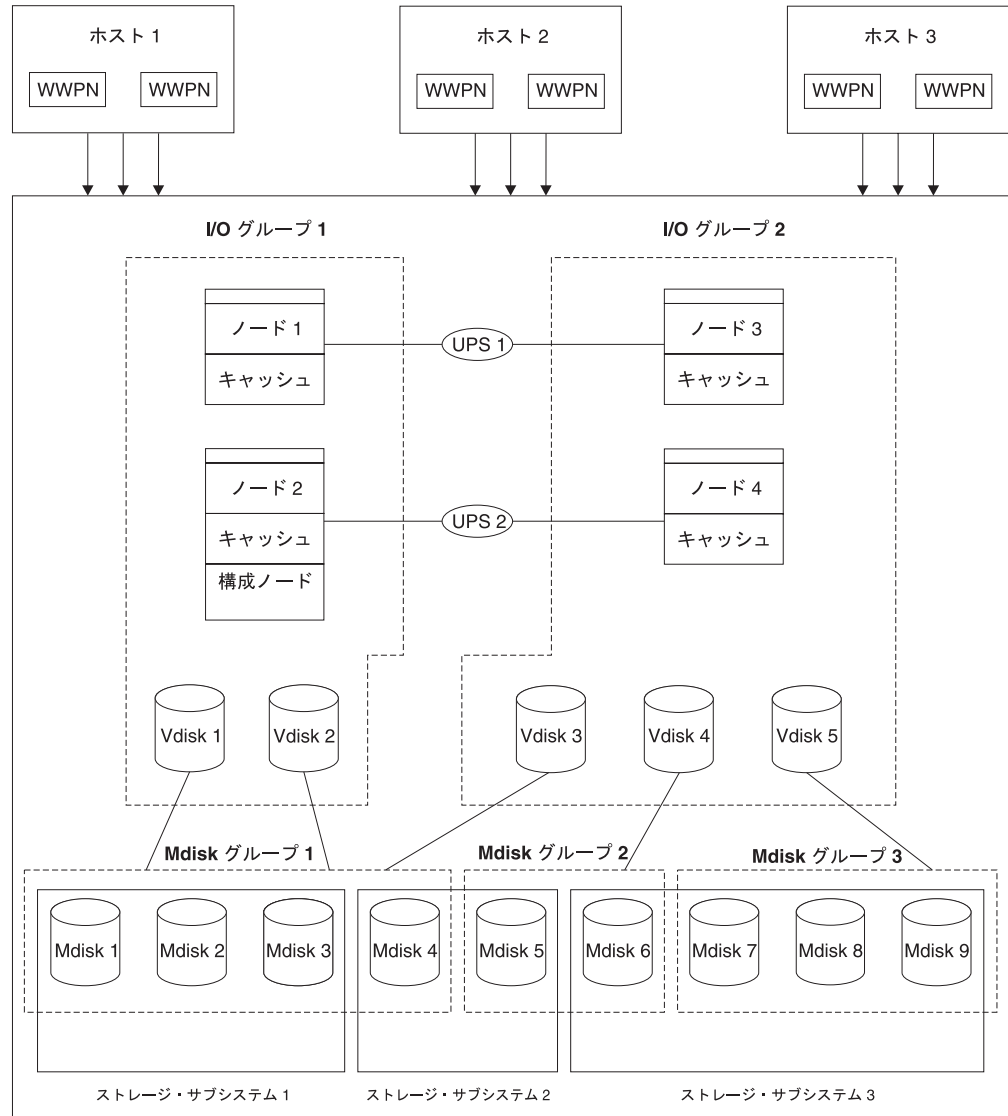 ホスト 1
ホスト 2
ホスト 3
WWPN
WWPN
WWPN
WWPN
WWPN
WWPN
I/O グループ 1
I/O グループ 2
ノード 1
キャッシュ
UPS 1
ノード 3
キャッシュ
ノード 2
キャッシュ
構成ノード
UPS 2
ノード 4
キャッシュ
Vdisk 1
Vdisk 2
Vdisk 3
Vdisk 4
Vdisk 5
Mdisk グループ 1
Mdisk グループ 2
Mdisk グループ 3
Mdisk 1
Mdisk 2
Mdisk 3
Mdisk 4
Mdisk 5
Mdisk 6
Mdisk 7
Mdisk 8
Mdisk 9
ストレージ・サブシステム 1
ストレージ・サブシステム 2
ストレージ・サブシステム 3